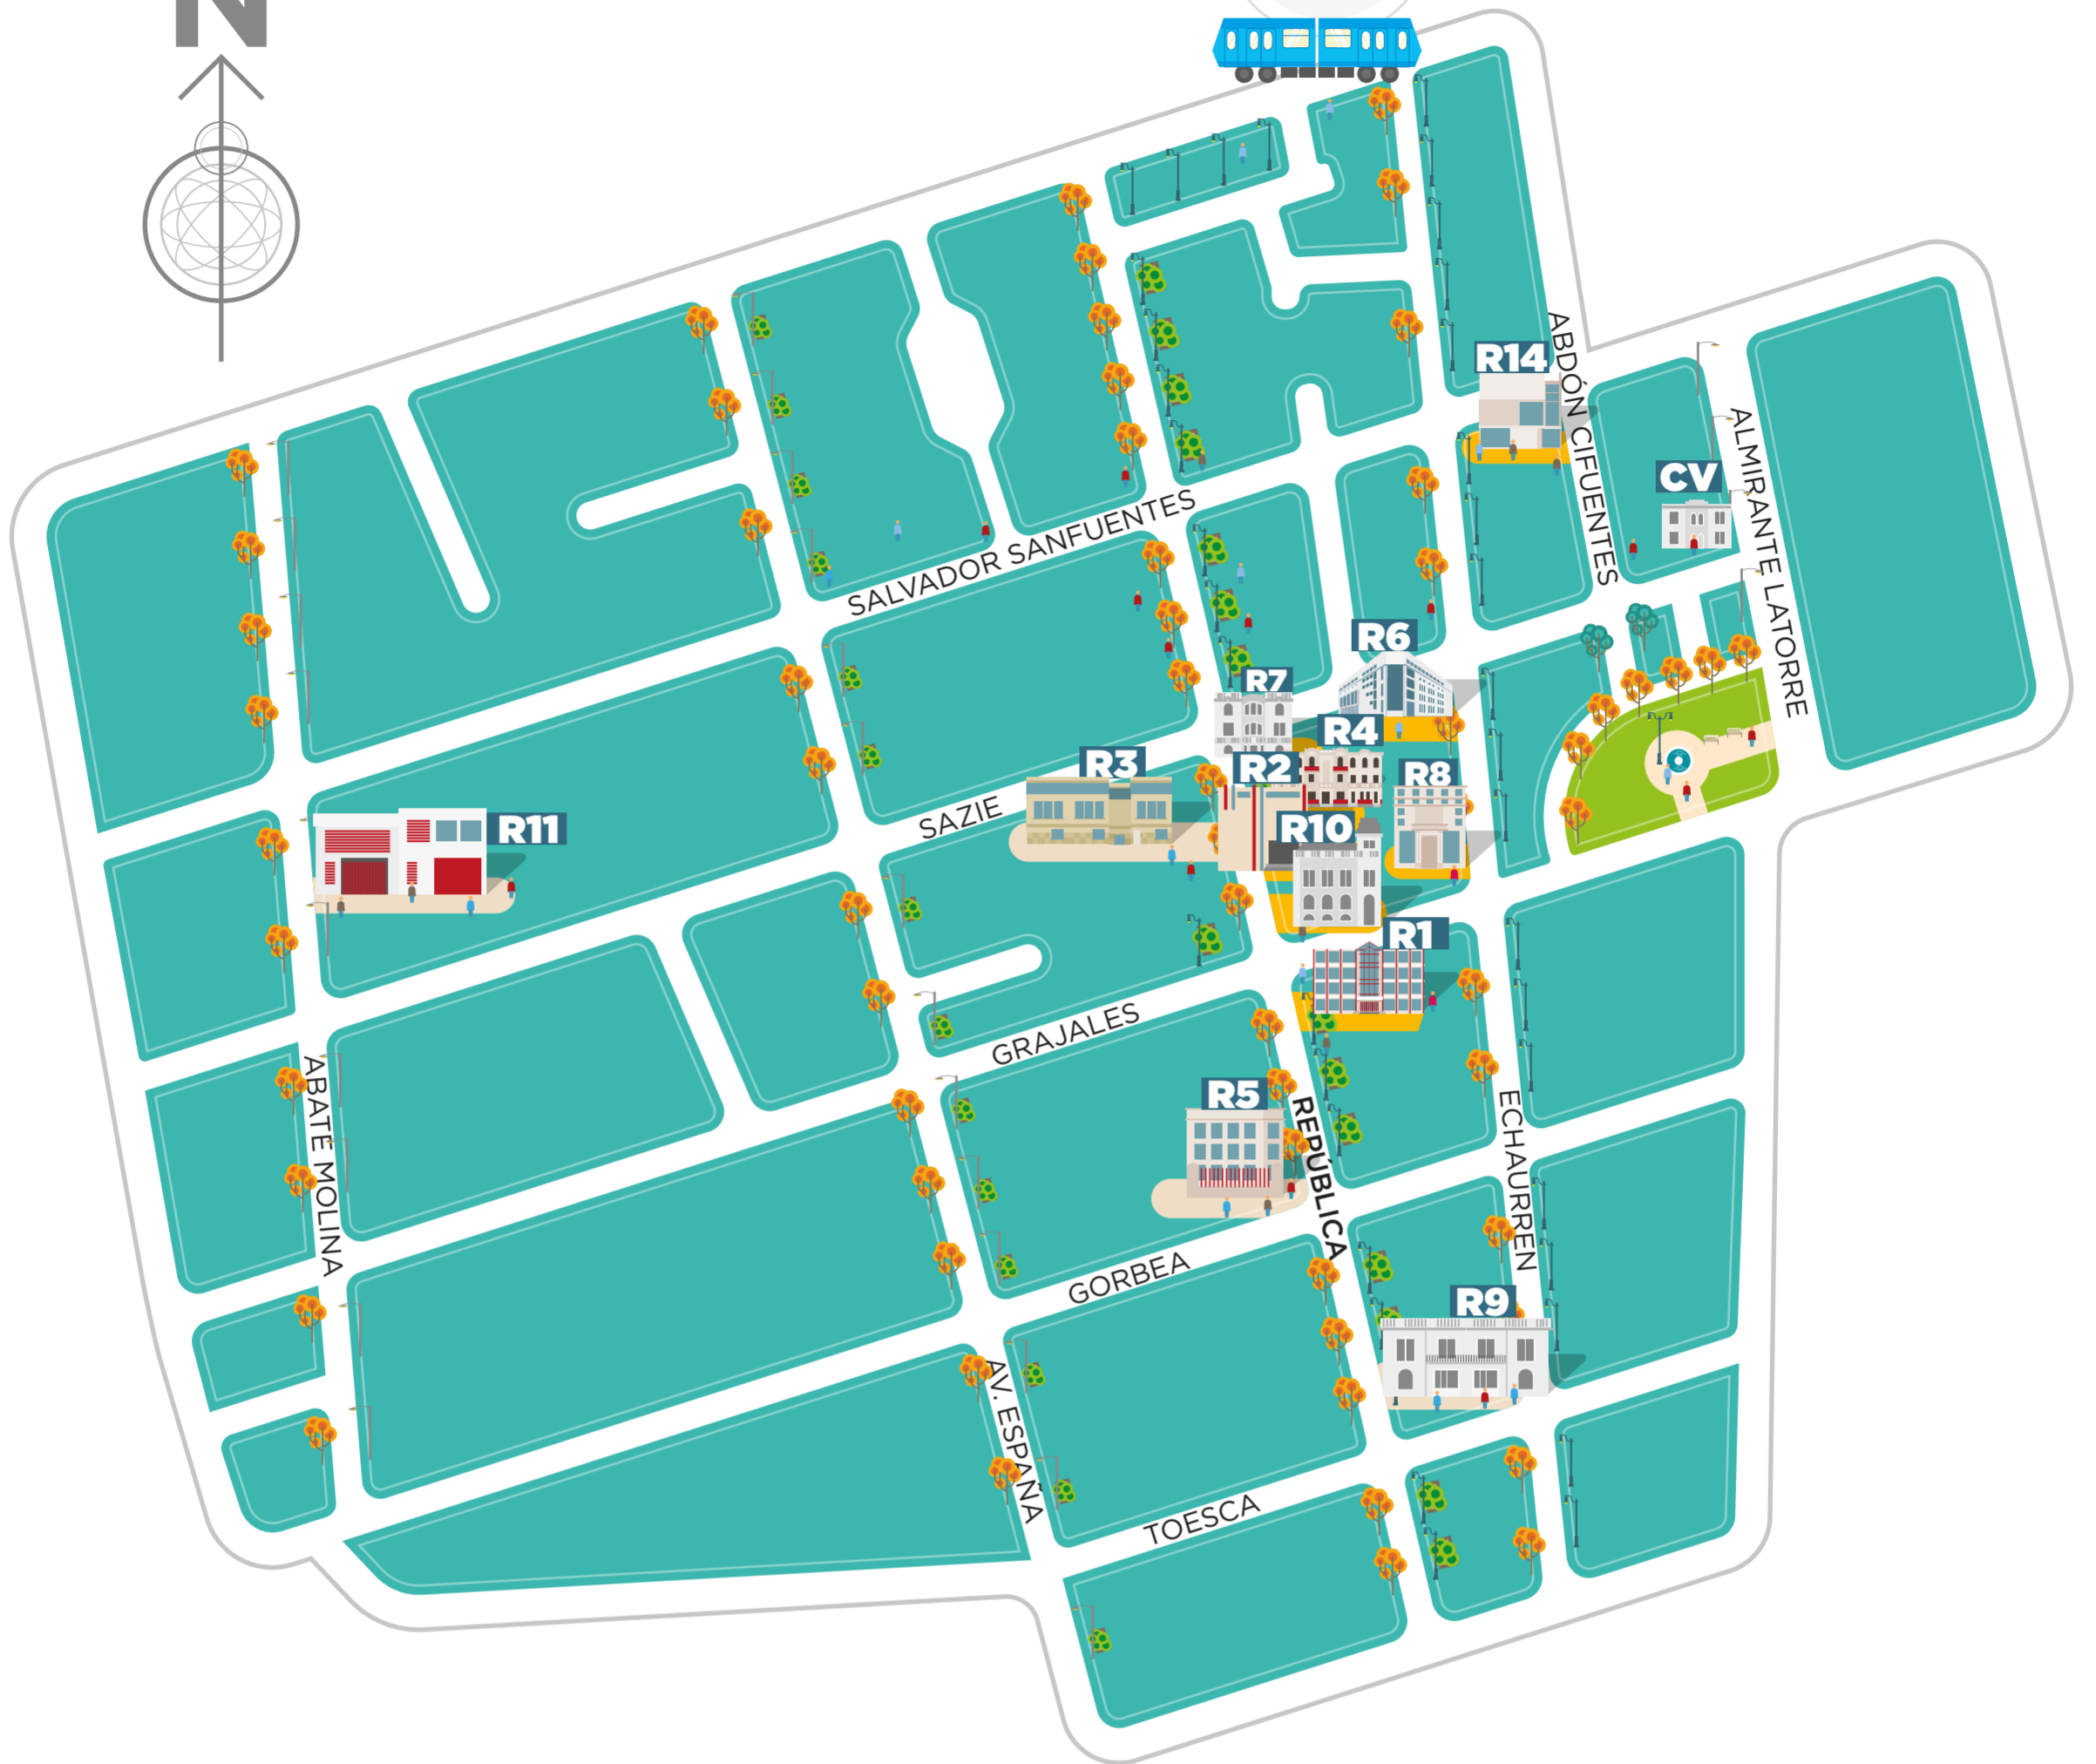 N
R14
ABDÓN CIFUENTES
CV
ALMIRANTE LATORRE
SALVADOR SANFUENTES
R6
R7
R4
R3
R2
R8
SAZIE
R10
R11
R1
GRAJALES
ABATE MOLINA
R5
REPÚBLICA
ECHAURREN
GORBEA
R9
AV. ESPAÑA
TOESCA